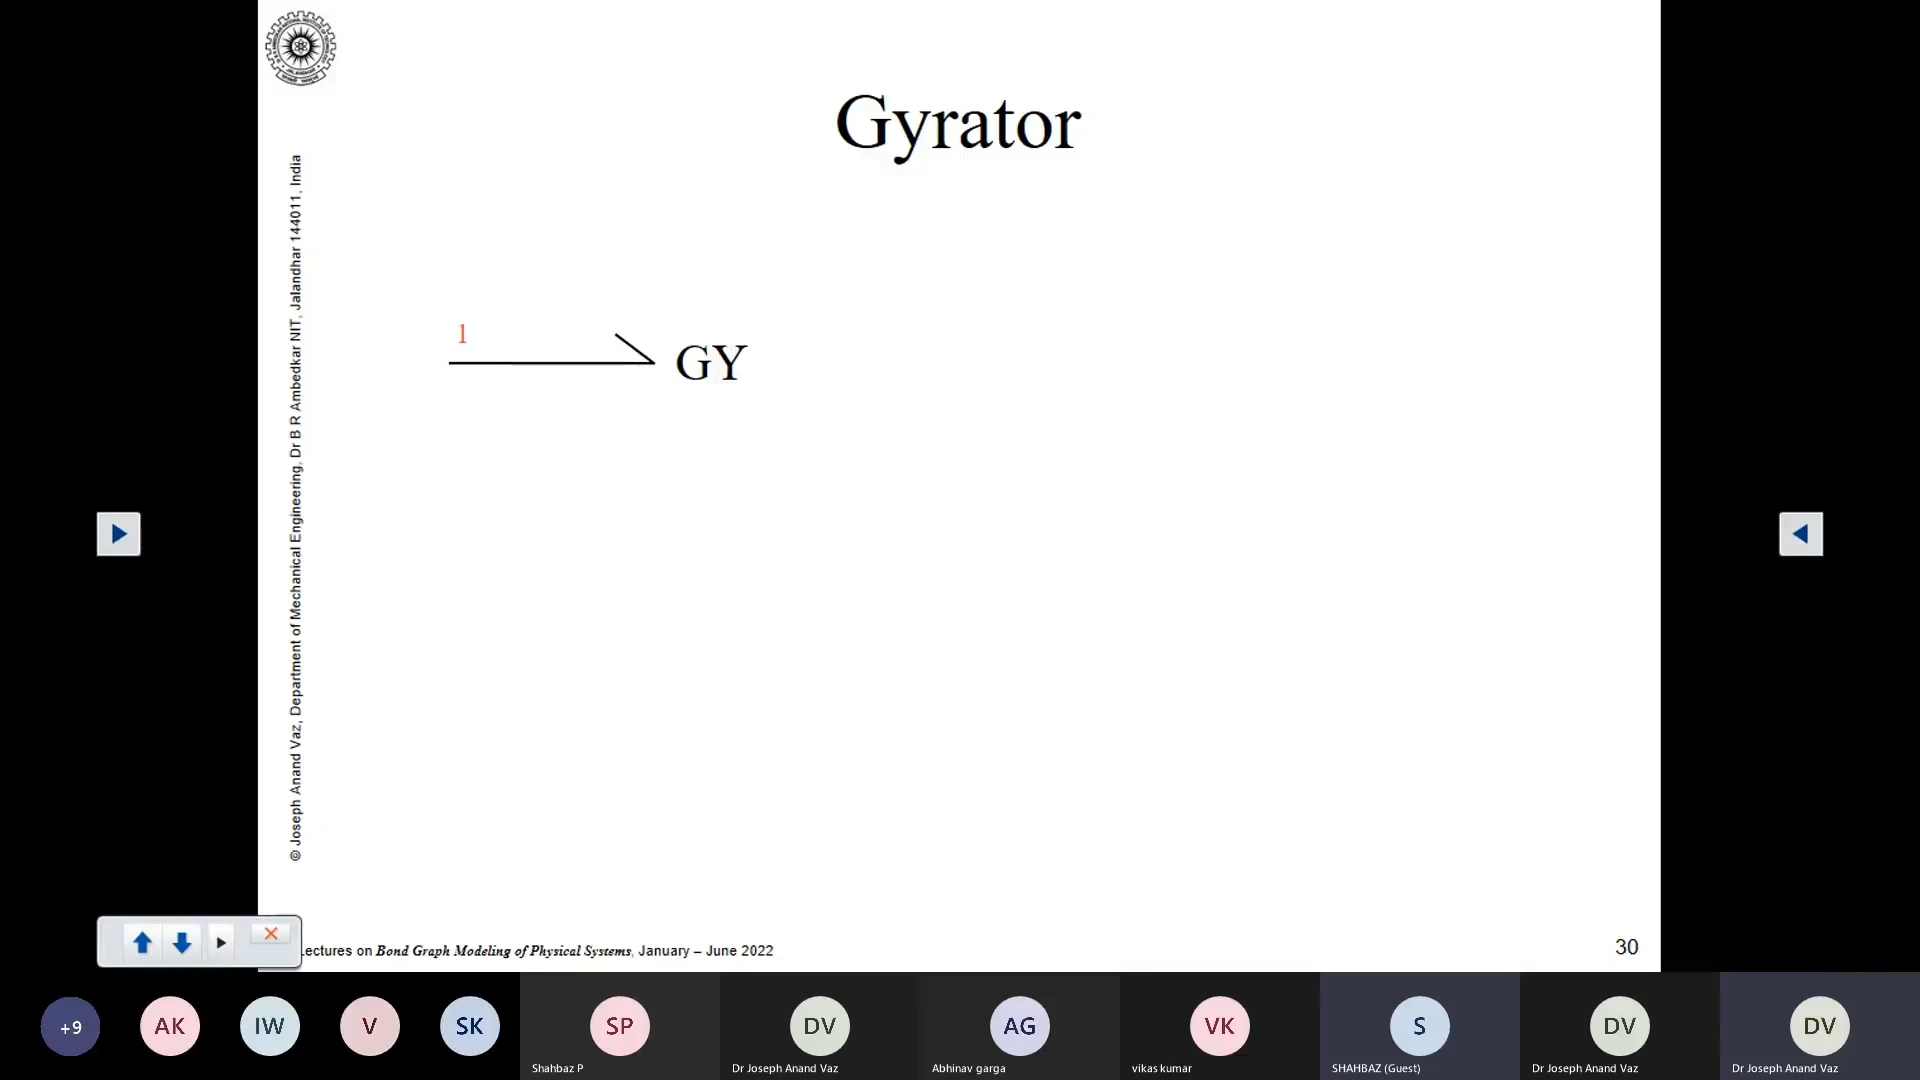 Gyrator
© Joseph Anand Vaz, Department of Mechanical Engineering, Dr B R Ambedkar NIT, Jalandhar 144011, India
1
GY
ectures on Bond Graph Modeling of Physical Systems, January – June 2022
30
+9
AK
IW
V
SK
SP
DV
AG
VK
S
DV
DV
Shahbaz P
Dr Joseph Anand Vaz
Abhinav garga
vikas kumar
SHAHBAZ (Guest)
Dr Joseph Anand Vaz
Dr Joseph Anand Vaz